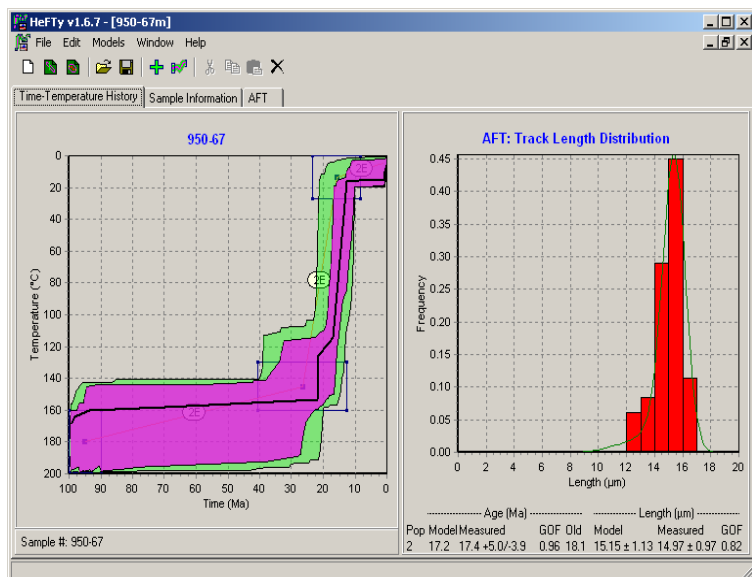 HeFTy v1.6.7 - [950-67m]
File Edit Models Window Help
Time-Temperature History Sample Information AFT
950-67
0
20
40
60
80
100
120
140
160
180
200
Temperature (°C)
2E
2E
2E
100 90 80 70 60 50 40 30 20 10 0
Time (Ma)
Sample #: 950-67
AFT: Track Length Distribution
0.45
0.40
0.35
0.30
0.25
0.20
0.15
0.10
0.05
0.00
Frequency
0 2 4 6 8 10 12 14 16 18 20
Length (µm)
Age (Ma) Length (µm)
Pop Model Measured GOF Old Model Measured GOF
2 17.2 17.4 +5.0/-3.9 0.96 18.1 15.15 ± 1.13 14.97 ± 0.97 0.82